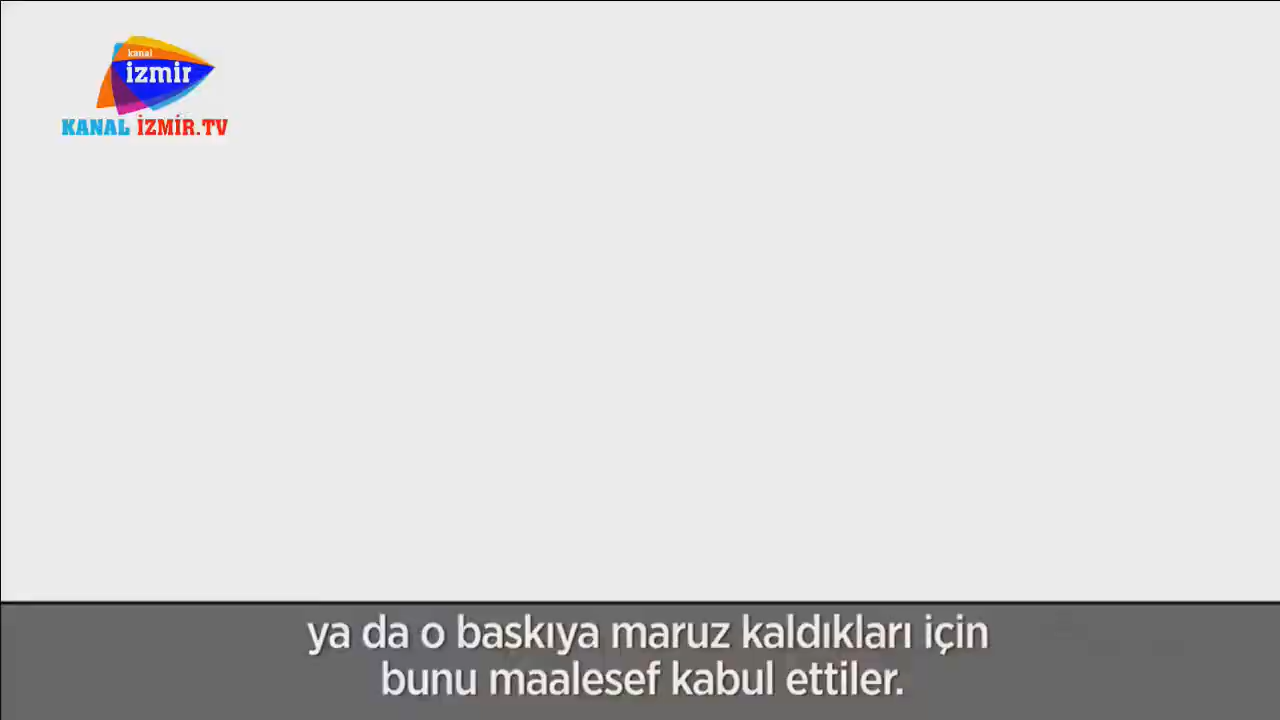 kanal
izmir
KANAL İZMİR.TV
ya da o baskıya maruz kaldıkları için
bunu maalesef kabul ettiler.